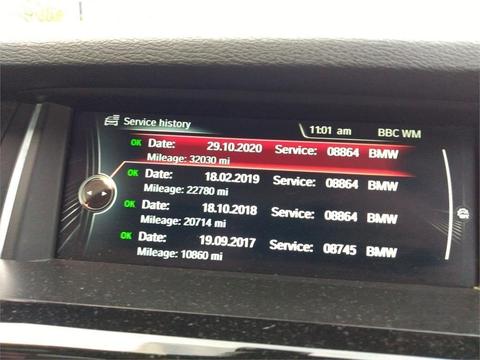 Service history 11:01 am BBC WM
OK Date: 29.10.2020 Service: 08864 BMW
Mileage: 32030 mi
OK Date: 18.02.2019 Service: 08864 BMW
Mileage: 22780 mi
OK Date: 18.10.2018 Service: 08864 BMW
Mileage: 20714 mi
OK Date: 19.09.2017 Service: 08745 BMW
Mileage: 10860 mi